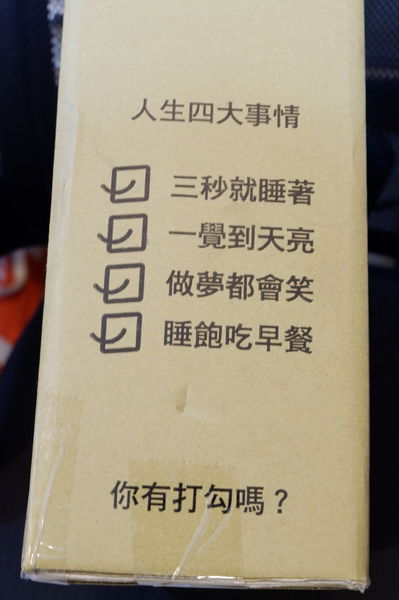 人生四大事情
三秒就睡著
一覺到天亮
做夢都會笑
睡飽吃早餐
你有打勾嗎？